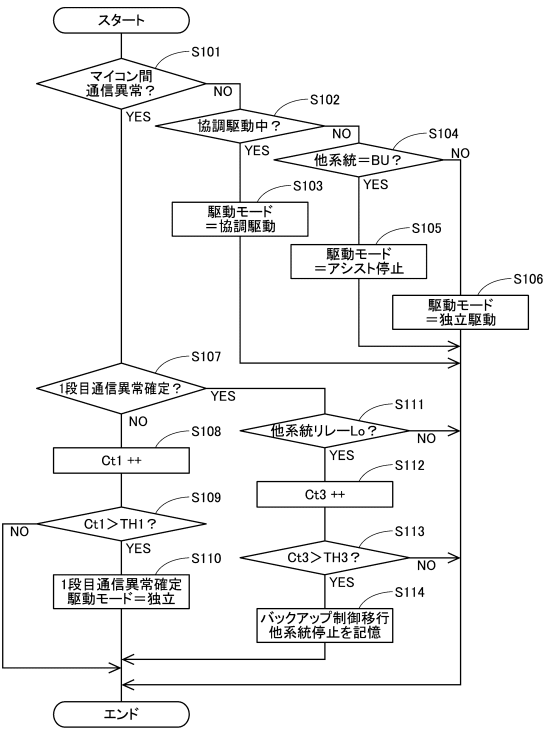 スタート
S101
マイコン間
通信異常？
NO
YES
S102
協調駆動中？
NO
YES
S104
他系統＝BU？
NO
YES
S103
駆動モード
＝協調駆動
S105
駆動モード
＝アシスト停止
S106
駆動モード
＝独立駆動
S107
1段目通信異常確定？
YES
NO
S111
他系統リレーLo？
NO
YES
S108
Ct1 ++
S112
Ct3 ++
S109
Ct1＞TH1？
NO
YES
S113
Ct3＞TH3？
NO
YES
S110
1段目通信異常確定
駆動モード＝独立
S114
バックアップ制御移行
他系統停止を記憶
エンド